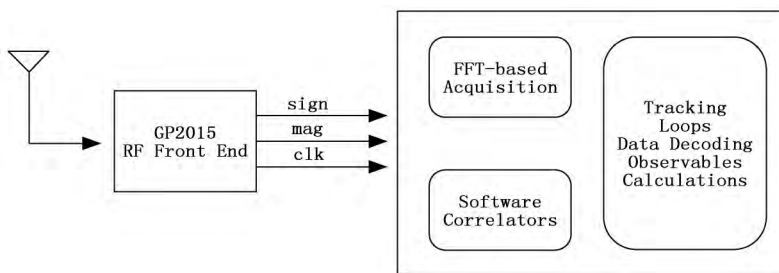 GP2015
RF Front End
sign
mag
clk
FFT-based
Acquisition
Software
Correlators
Tracking
Loops
Data Decoding
Observables
Calculations